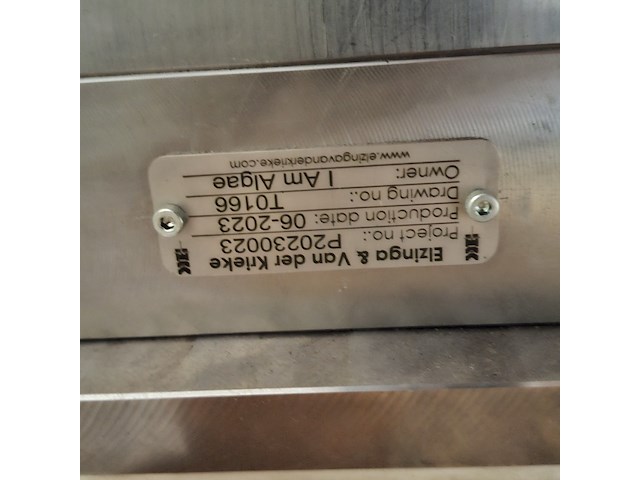 Elzinga & Van der Krieke
Project no.: P20230023
Production date: 06-2023
Drawing no.: T0166
Owner: I Am Algae
www.elzingavanderkrieke.com